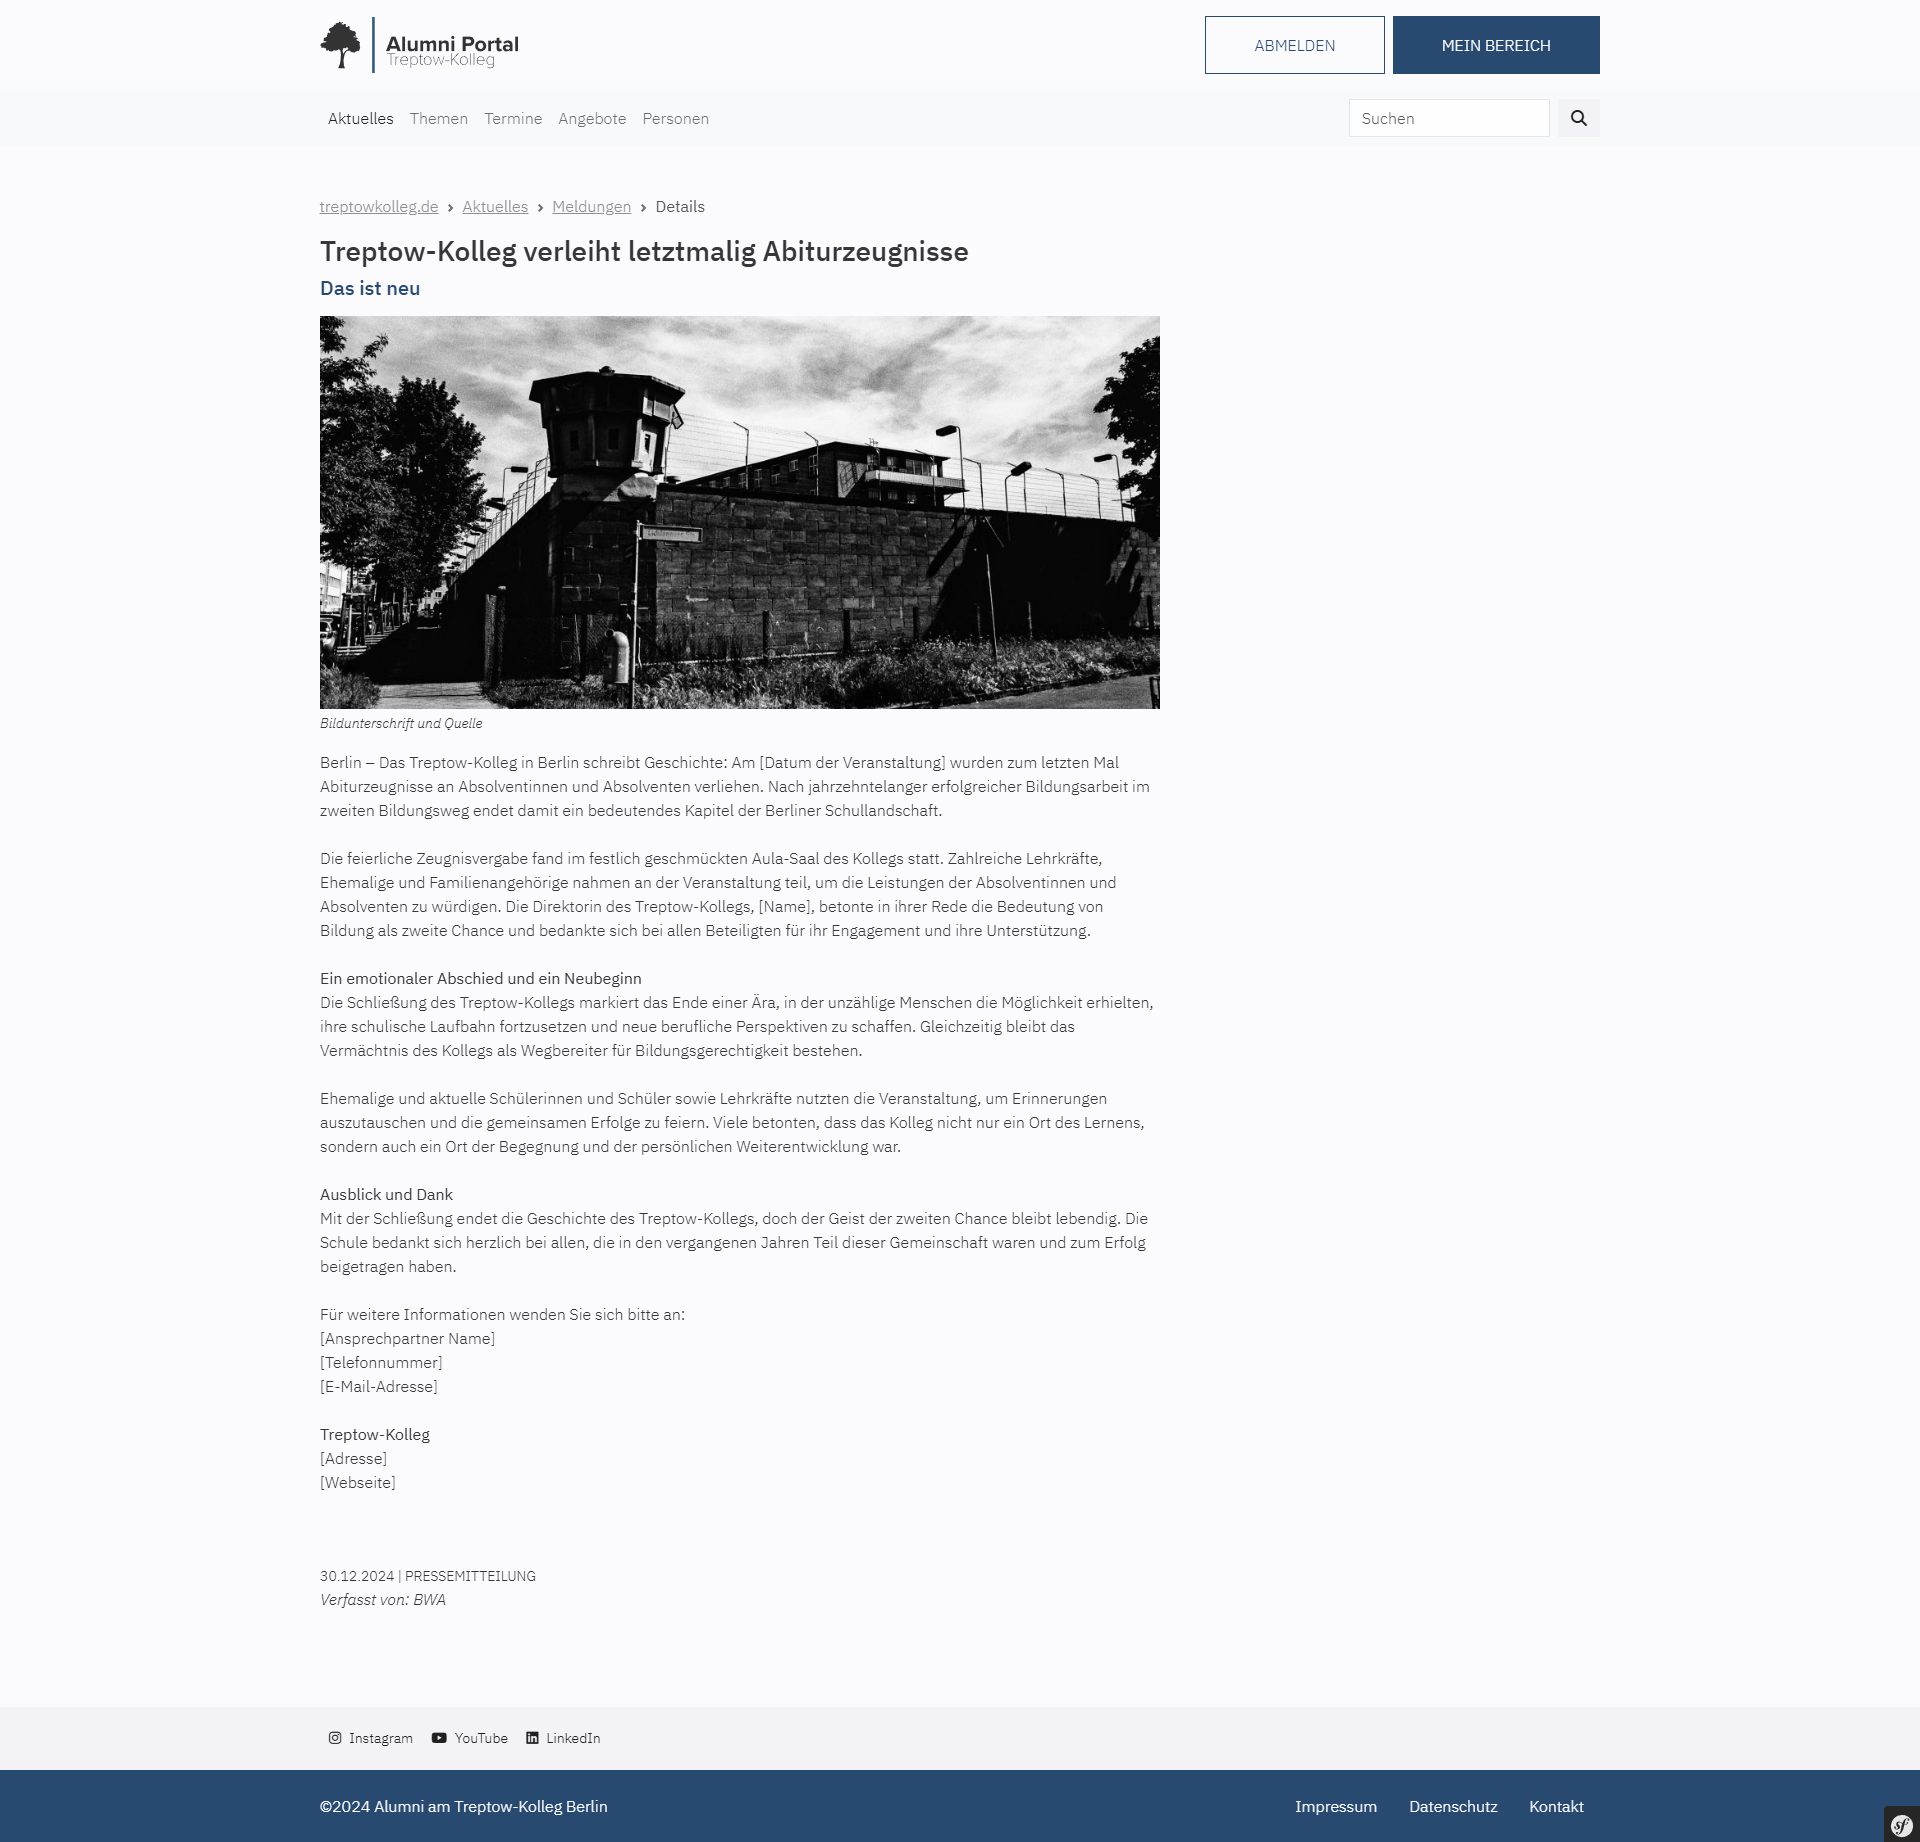 Alumni Portal
Treptow-Kolleg
ABMELDEN
MEIN BEREICH
Aktuelles
Themen
Termine
Angebote
Personen
Suchen
treptowkolleg.de › Aktuelles › Meldungen › Details
Treptow-Kolleg verleiht letztmalig Abiturzeugnisse
Das ist neu
Bildunterschrift und Quelle
Berlin – Das Treptow-Kolleg in Berlin schreibt Geschichte: Am [Datum der Veranstaltung] wurden zum letzten Mal
Abiturzeugnisse an Absolventinnen und Absolventen verliehen. Nach jahrzehntelanger erfolgreicher Bildungsarbeit im
zweiten Bildungsweg endet damit ein bedeutendes Kapitel der Berliner Schullandschaft.
Die feierliche Zeugnisvergabe fand im festlich geschmückten Aula-Saal des Kollegs statt. Zahlreiche Lehrkräfte,
Ehemalige und Familienangehörige nahmen an der Veranstaltung teil, um die Leistungen der Absolventinnen und
Absolventen zu würdigen. Die Direktorin des Treptow-Kollegs, [Name], betonte in ihrer Rede die Bedeutung von
Bildung als zweite Chance und bedankte sich bei allen Beteiligten für ihr Engagement und ihre Unterstützung.
Ein emotionaler Abschied und ein Neubeginn
Die Schließung des Treptow-Kollegs markiert das Ende einer Ära, in der unzählige Menschen die Möglichkeit erhielten,
ihre schulische Laufbahn fortzusetzen und neue berufliche Perspektiven zu schaffen. Gleichzeitig bleibt das
Vermächtnis des Kollegs als Wegbereiter für Bildungsgerechtigkeit bestehen.
Ehemalige und aktuelle Schülerinnen und Schüler sowie Lehrkräfte nutzten die Veranstaltung, um Erinnerungen
auszutauschen und die gemeinsamen Erfolge zu feiern. Viele betonten, dass das Kolleg nicht nur ein Ort des Lernens,
sondern auch ein Ort der Begegnung und der persönlichen Weiterentwicklung war.
Ausblick und Dank
Mit der Schließung endet die Geschichte des Treptow-Kollegs, doch der Geist der zweiten Chance bleibt lebendig. Die
Schule bedankt sich herzlich bei allen, die in den vergangenen Jahren Teil dieser Gemeinschaft waren und zum Erfolg
beigetragen haben.
Für weitere Informationen wenden Sie sich bitte an:
[Ansprechpartner Name]
[Telefonnummer]
[E-Mail-Adresse]
Treptow-Kolleg
[Adresse]
[Webseite]
30.12.2024 | PRESSEMITTEILUNG
Verfasst von: BWA
Instagram
YouTube
LinkedIn
©2024 Alumni am Treptow-Kolleg Berlin
Impressum
Datenschutz
Kontakt
sf